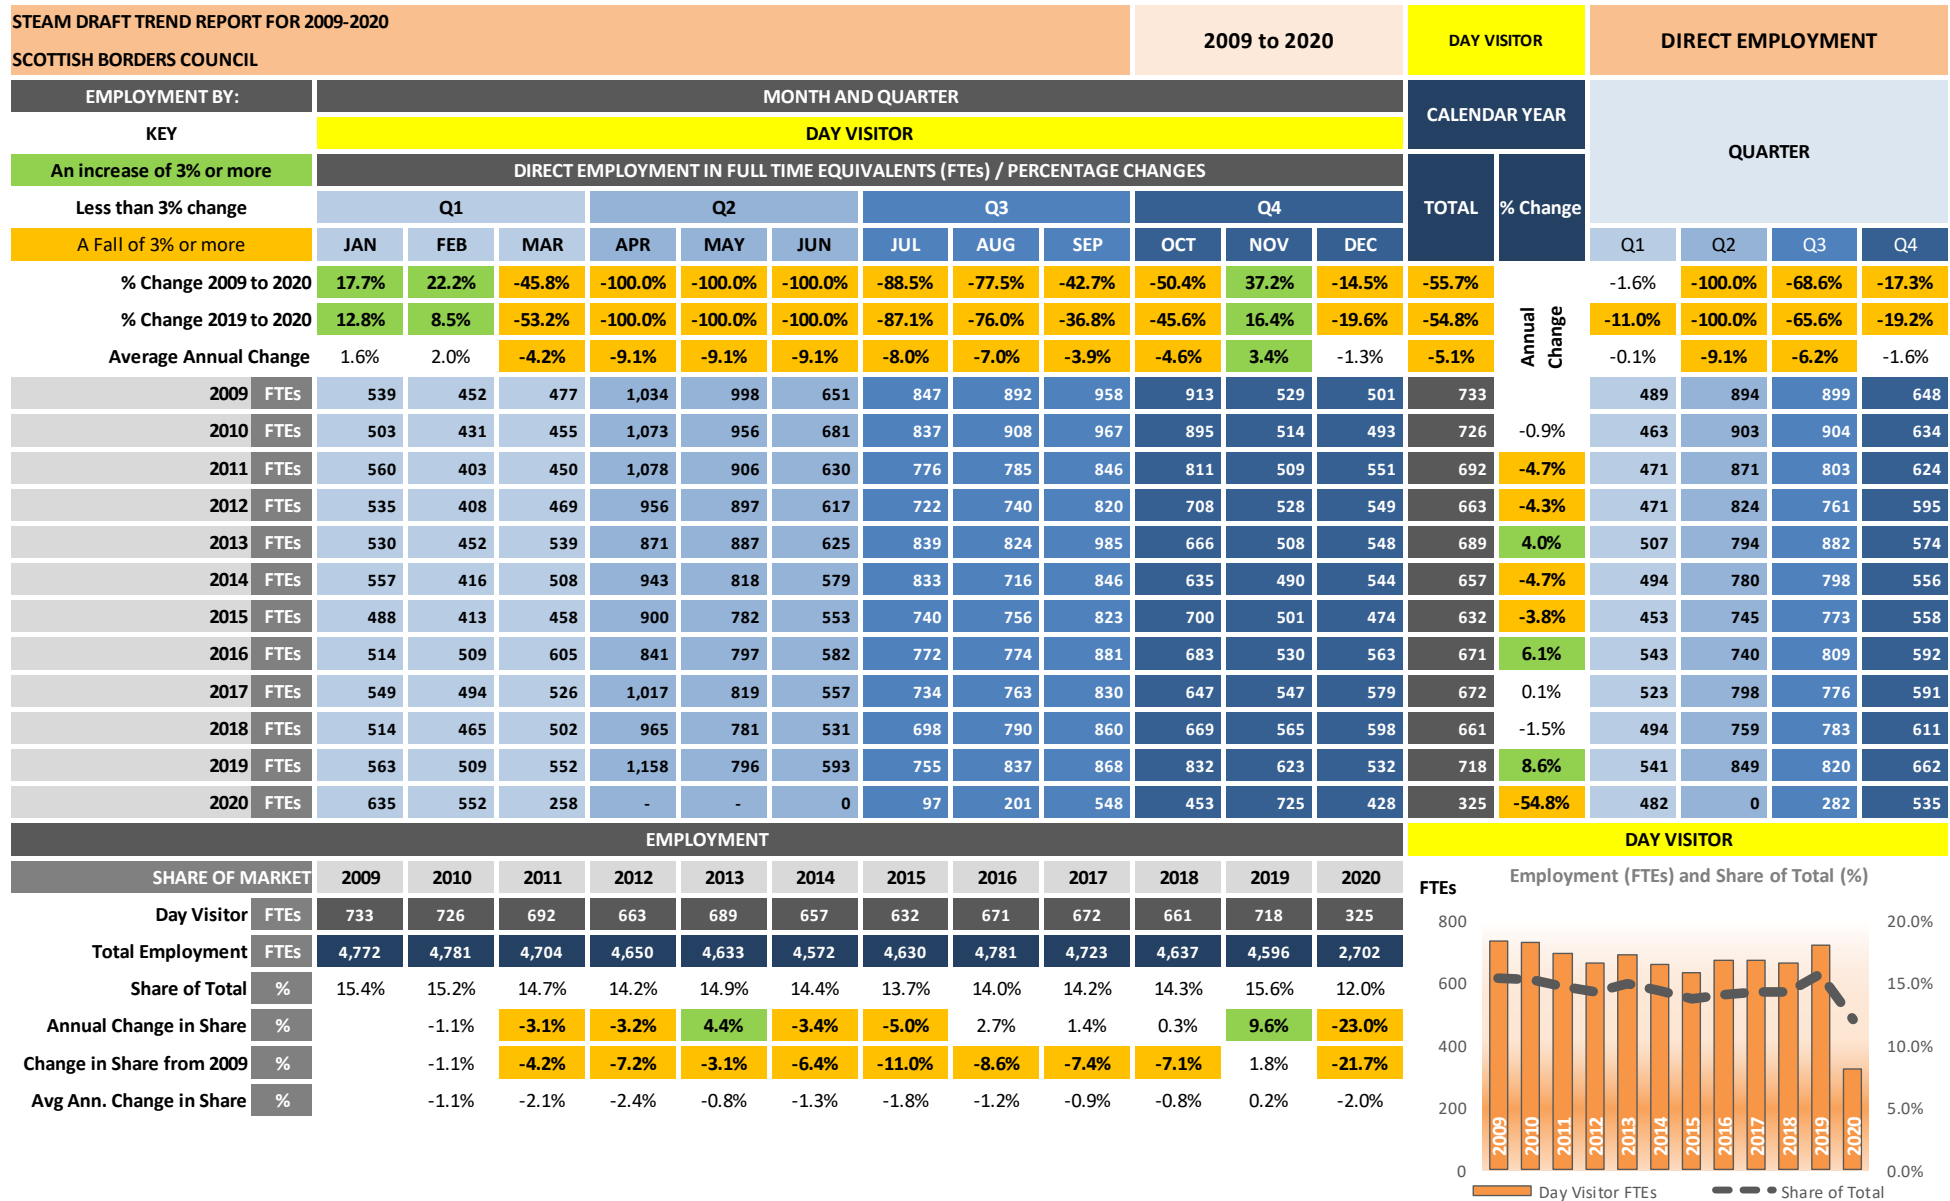 STEAM DRAFT TREND REPORT FOR 2009-2020
SCOTTISH BORDERS COUNCIL
2009 to 2020
DAY VISITOR
DIRECT EMPLOYMENT
EMPLOYMENT BY:
MONTH AND QUARTER
CALENDAR YEAR
QUARTER
KEY
DAY VISITOR
An increase of 3% or more
DIRECT EMPLOYMENT IN FULL TIME EQUIVALENTS (FTEs) / PERCENTAGE CHANGES
TOTAL % Change
Less than 3% change Q1 Q2 Q3 Q4
A Fall of 3% or more JAN FEB MAR APR MAY JUN JUL AUG SEP OCT NOV DEC Q1 Q2 Q3 Q4
% Change 2009 to 2020 17.7% 22.2% -45.8% -100.0% -100.0% -100.0% -88.5% -77.5% -42.7% -50.4% 37.2% -14.5% -55.7% -1.6% -100.0% -68.6% -17.3%
% Change 2019 to 2020 12.8% 8.5% -53.2% -100.0% -100.0% -100.0% -87.1% -76.0% -36.8% -45.6% 16.4% -19.6% -54.8% -11.0% -100.0% -65.6% -19.2%
Average Annual Change 1.6% 2.0% -4.2% -9.1% -9.1% -9.1% -8.0% -7.0% -3.9% -4.6% 3.4% -1.3% -5.1% -0.1% -9.1% -6.2% -1.6%
Annual
Change
2009 FTEs 539 452 477 1,034 998 651 847 892 958 913 529 501 733 489 894 899 648
2010 FTEs 503 431 455 1,073 956 681 837 908 967 895 514 493 726 -0.9% 463 903 904 634
2011 FTEs 560 403 450 1,078 906 630 776 785 846 811 509 551 692 -4.7% 471 871 803 624
2012 FTEs 535 408 469 956 897 617 722 740 820 708 528 549 663 -4.3% 471 824 761 595
2013 FTEs 530 452 539 871 887 625 839 824 985 666 508 548 689 4.0% 507 794 882 574
2014 FTEs 557 416 508 943 818 579 833 716 846 635 490 544 657 -4.7% 494 780 798 556
2015 FTEs 488 413 458 900 782 553 740 756 823 700 501 474 632 -3.8% 453 745 773 558
2016 FTEs 514 509 605 841 797 582 772 774 881 683 530 563 671 6.1% 543 740 809 592
2017 FTEs 549 494 526 1,017 819 557 734 763 830 647 547 579 672 0.1% 523 798 776 591
2018 FTEs 514 465 502 965 781 531 698 790 860 669 565 598 661 -1.5% 494 759 783 611
2019 FTEs 563 509 552 1,158 796 593 755 837 868 832 623 532 718 8.6% 541 849 820 662
2020 FTEs 635 552 258 - - 0 97 201 548 453 725 428 325 -54.8% 482 0 282 535
EMPLOYMENT
SHARE OF MARKET 2009 2010 2011 2012 2013 2014 2015 2016 2017 2018 2019 2020
Day Visitor FTEs 733 726 692 663 689 657 632 671 672 661 718 325
Total Employment FTEs 4,772 4,781 4,704 4,650 4,633 4,572 4,630 4,781 4,723 4,637 4,596 2,702
Share of Total % 15.4% 15.2% 14.7% 14.2% 14.9% 14.4% 13.7% 14.0% 14.2% 14.3% 15.6% 12.0%
Annual Change in Share % -1.1% -3.1% -3.2% 4.4% -3.4% -5.0% 2.7% 1.4% 0.3% 9.6% -23.0%
Change in Share from 2009 % -1.1% -4.2% -7.2% -3.1% -6.4% -11.0% -8.6% -7.4% -7.1% 1.8% -21.7%
Avg Ann. Change in Share % -1.1% -2.1% -2.4% -0.8% -1.3% -1.8% -1.2% -0.9% -0.8% 0.2% -2.0%
DAY VISITOR
Employment (FTEs) and Share of Total (%)
FTEs
800 20.0%
600 15.0%
400 10.0%
200 5.0%
0 0.0%
2009 2010 2011 2012 2013 2014 2015 2016 2017 2018 2019 2020
Day Visitor FTEs Share of Total